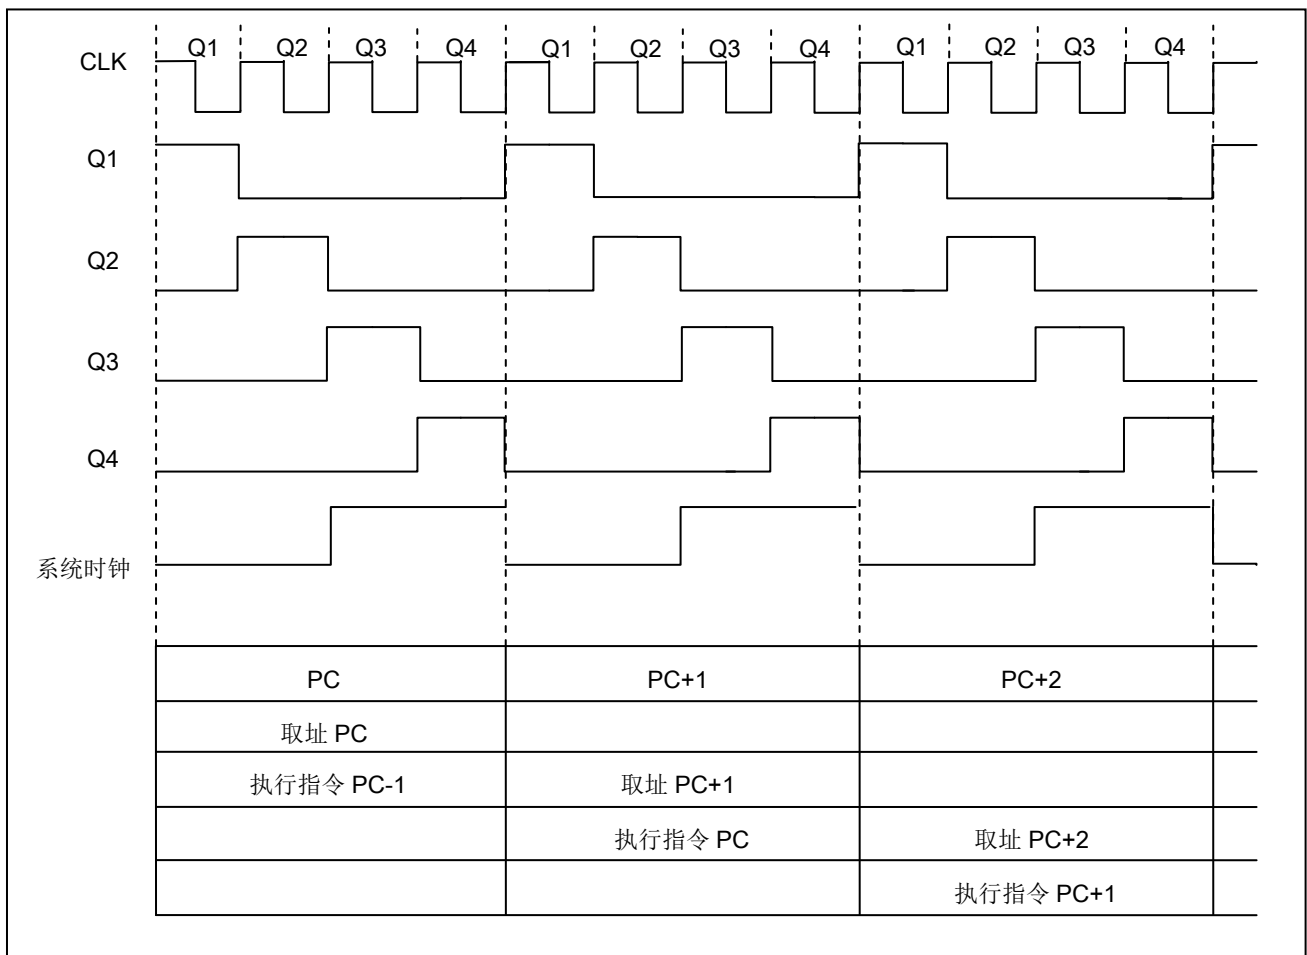 Q1 Q2 Q3 Q4 Q1 Q2 Q3 Q4 Q1 Q2 Q3 Q4
CLK
Q1
Q2
Q3
Q4
系统时钟
PC PC+1 PC+2
取址 PC
执行指令 PC-1 取址 PC+1
执行指令 PC 取址 PC+2
执行指令 PC+1